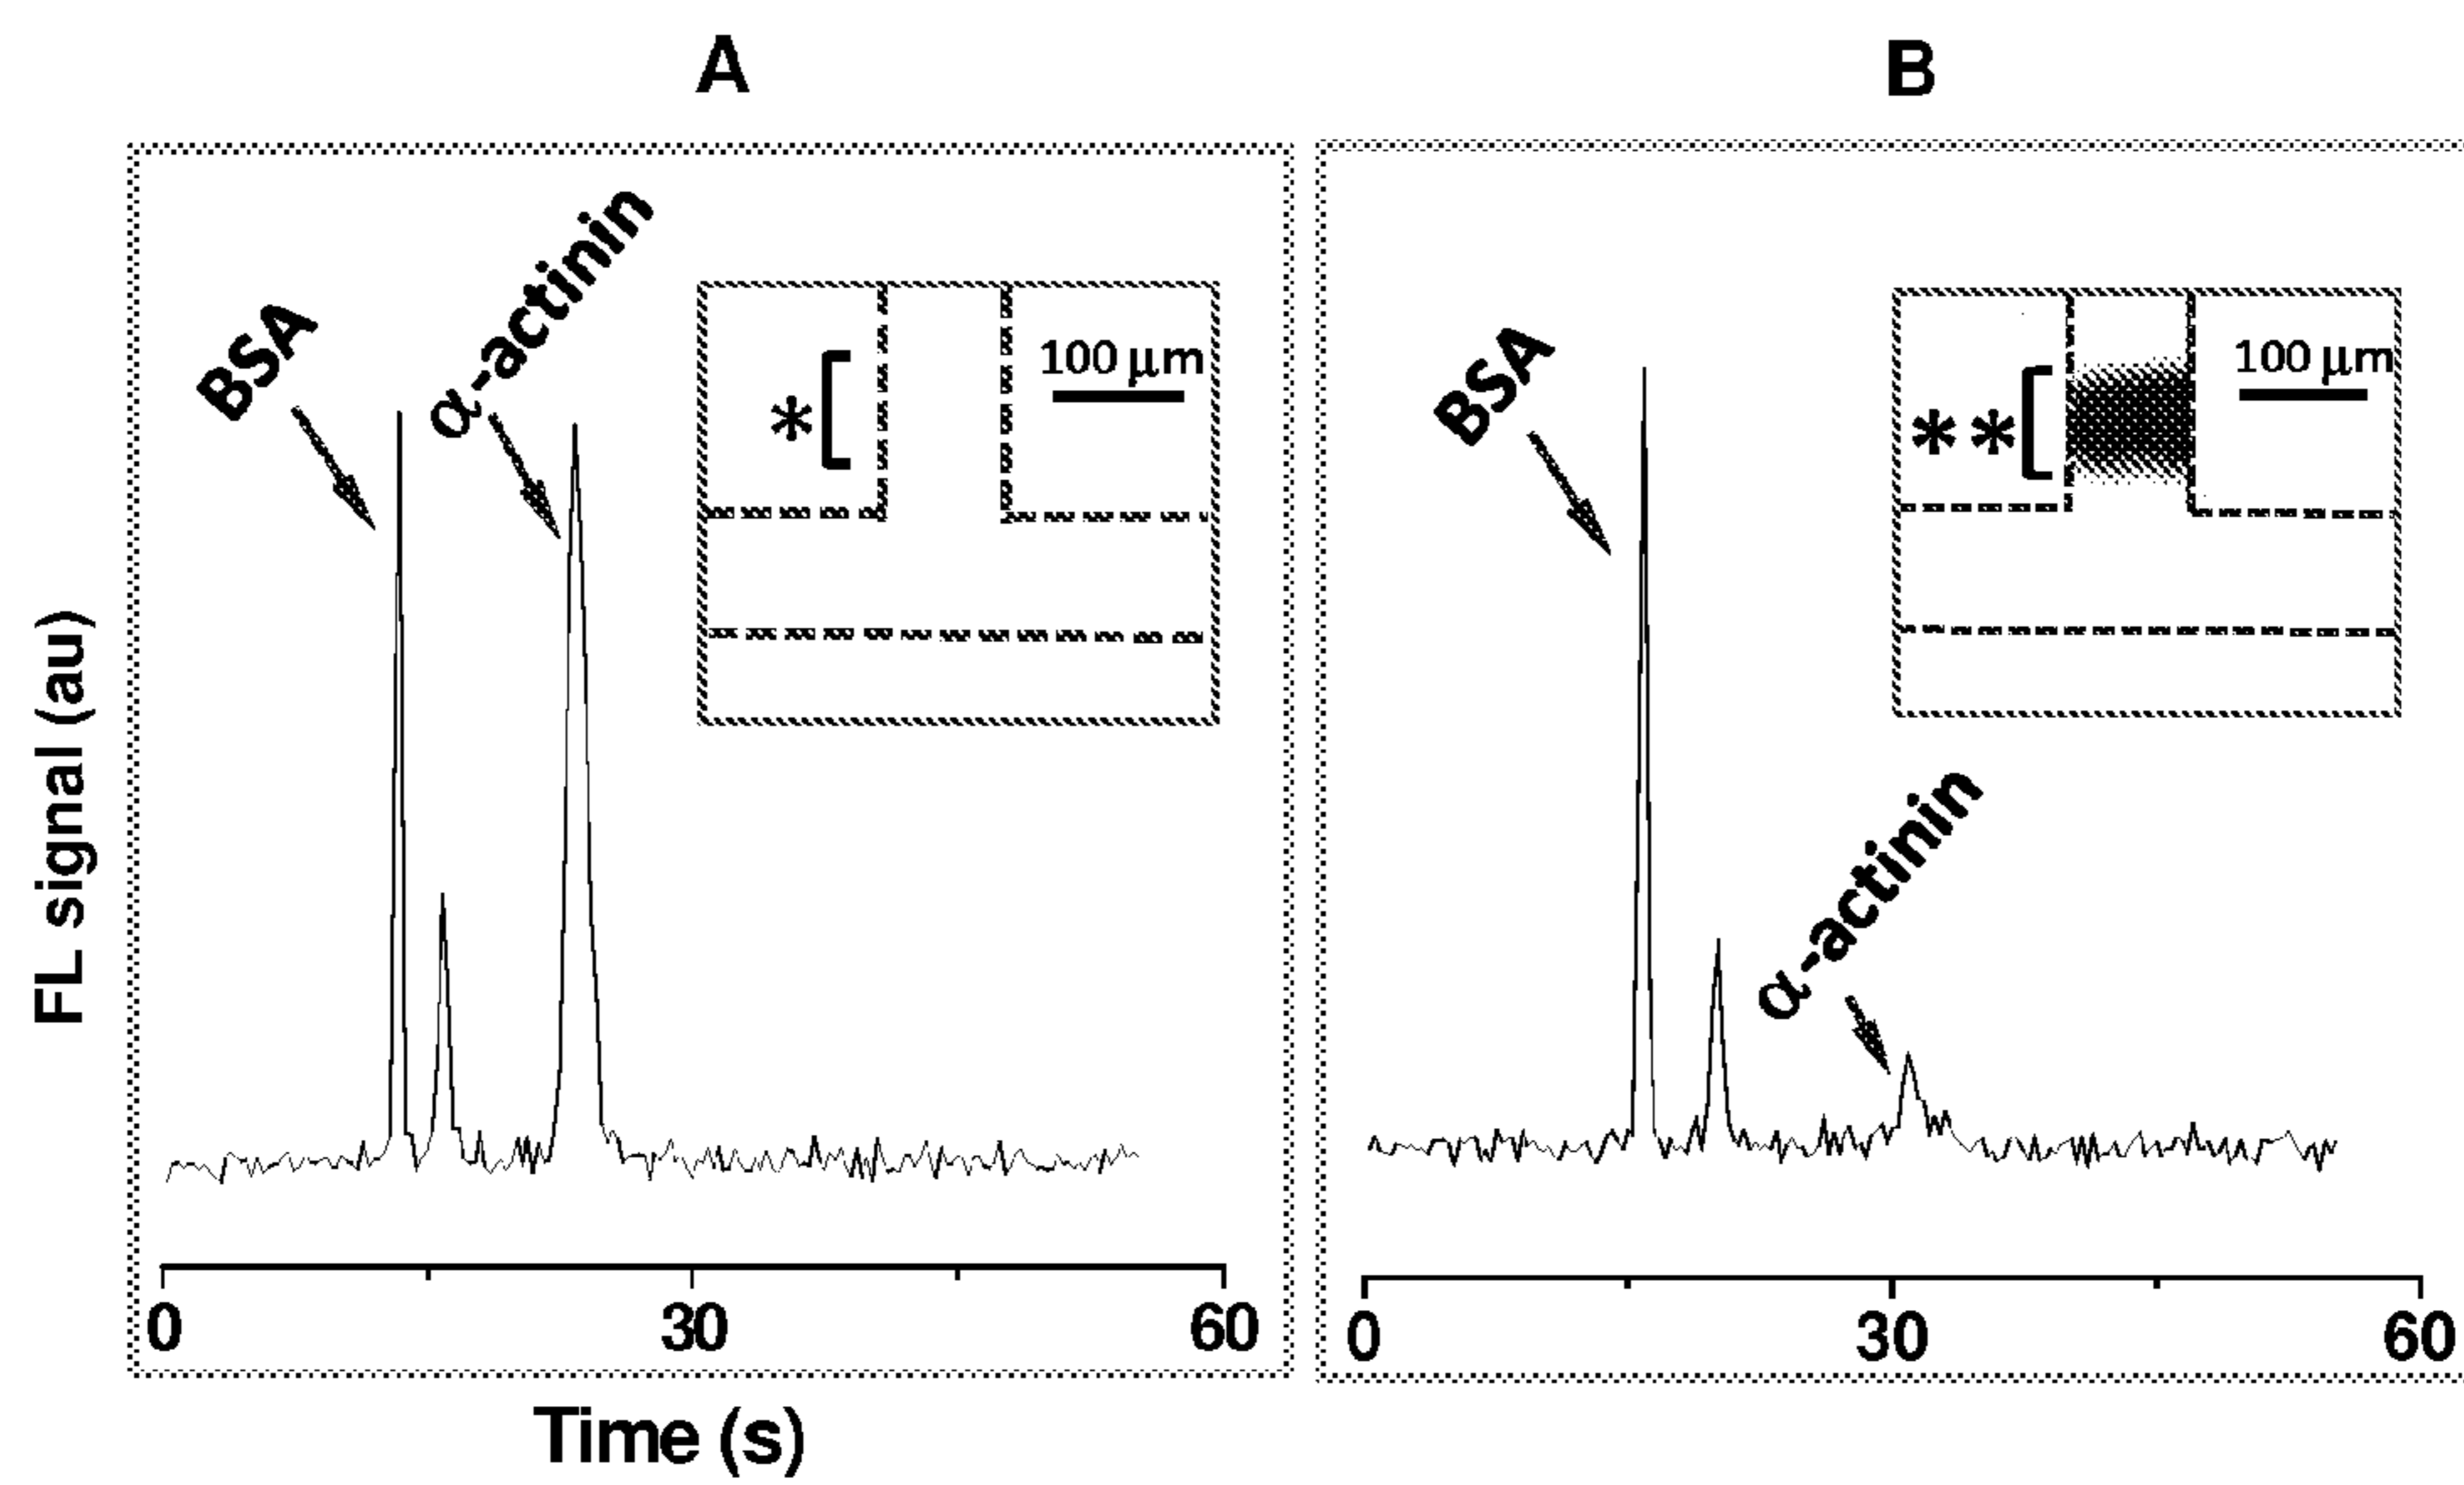 A
B
FL signal (au)
BSA
α-actinin
*
100 μm
0
30
60
Time (s)
BSA
α-actinin
**
100 μm
0
30
60